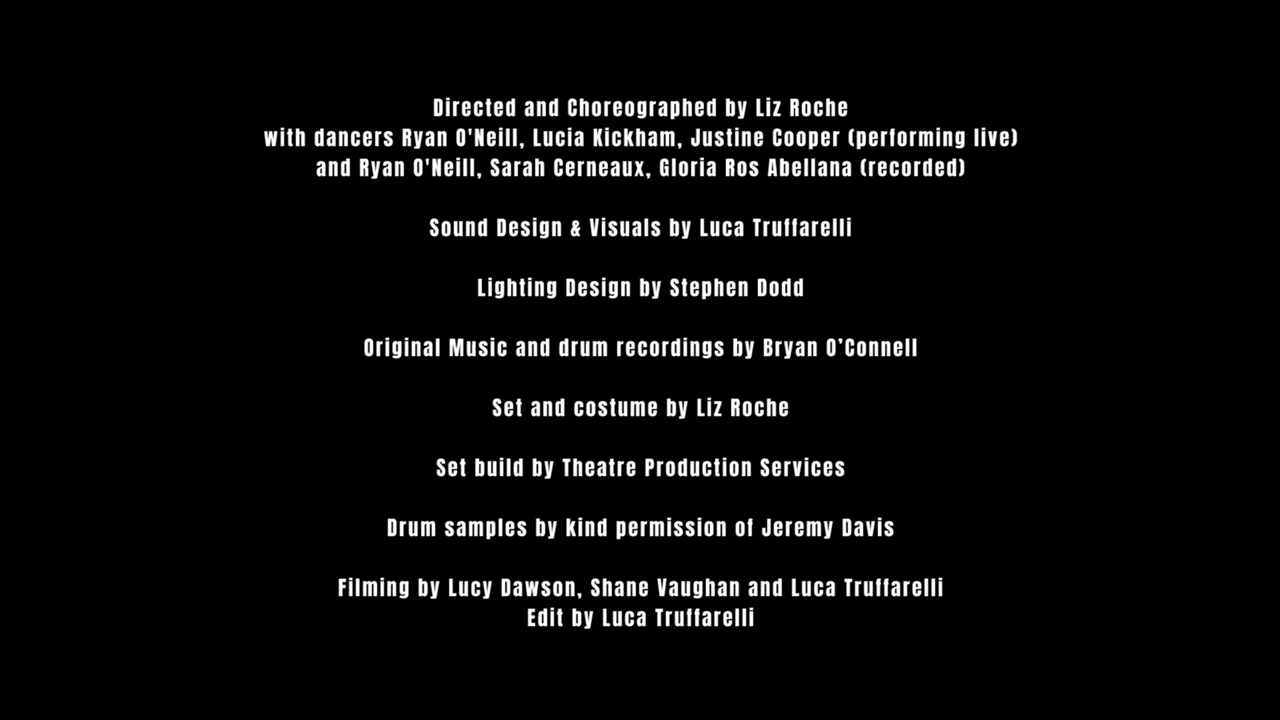 Directed and Choreographed by Liz Roche
with dancers Ryan O'Neill, Lucia Kickham, Justine Cooper (performing live)
and Ryan O'Neill, Sarah Cerneaux, Gloria Ros Abellana (recorded)
Sound Design & Visuals by Luca Truffarelli
Lighting Design by Stephen Dodd
Original Music and drum recordings by Bryan O’Connell
Set and costume by Liz Roche
Set build by Theatre Production Services
Drum samples by kind permission of Jeremy Davis
Filming by Lucy Dawson, Shane Vaughan and Luca Truffarelli
Edit by Luca Truffarelli